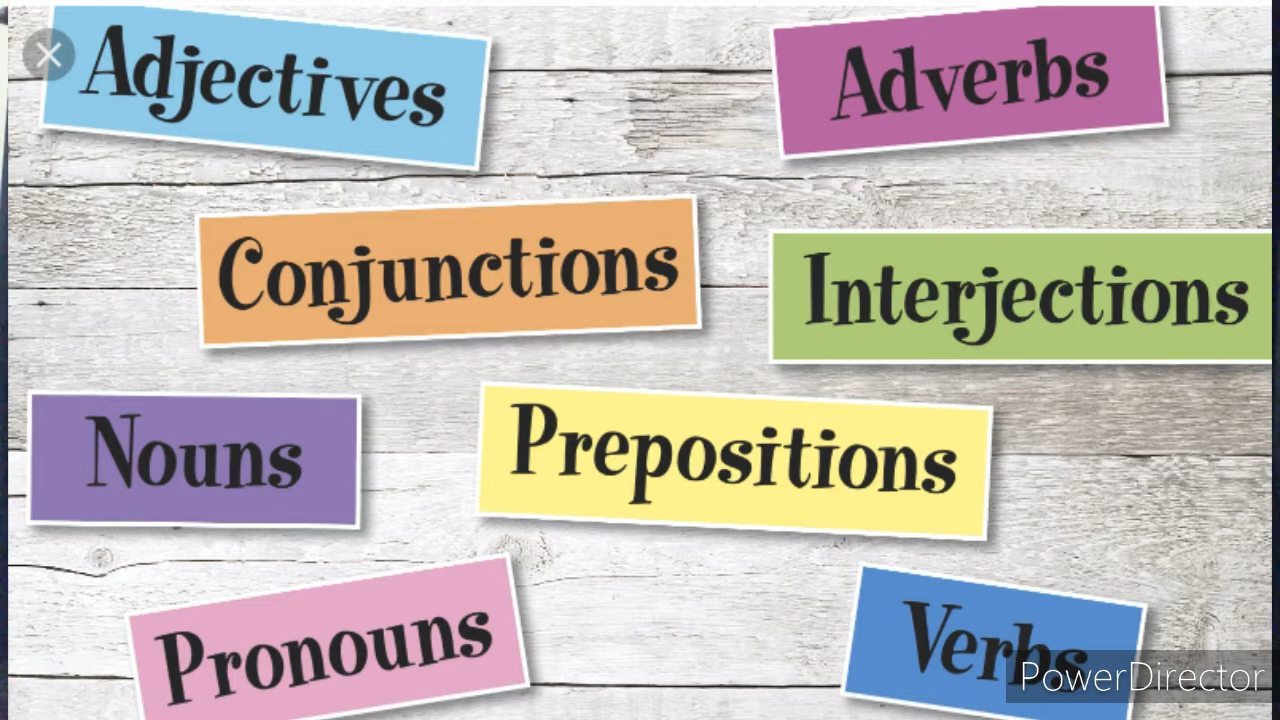 Adjectives
Adverbs
Conjunctions
Interjections
Nouns
Prepositions
Pronouns
Verbs
PowerDirector